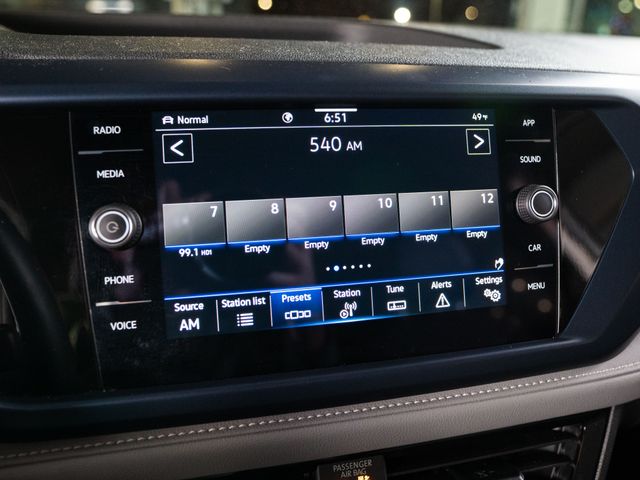 RADIO
MEDIA
PHONE
VOICE
Normal
6:51
49°F
<
540 AM
>
7
8
9
10
11
12
99.1 HD1
Empty
Empty
Empty
Empty
Empty
Source
AM
Station list
Presets
Station
Tune
Alerts
Settings
APP
SOUND
CAR
MENU
PASSENGER
AIR BAG